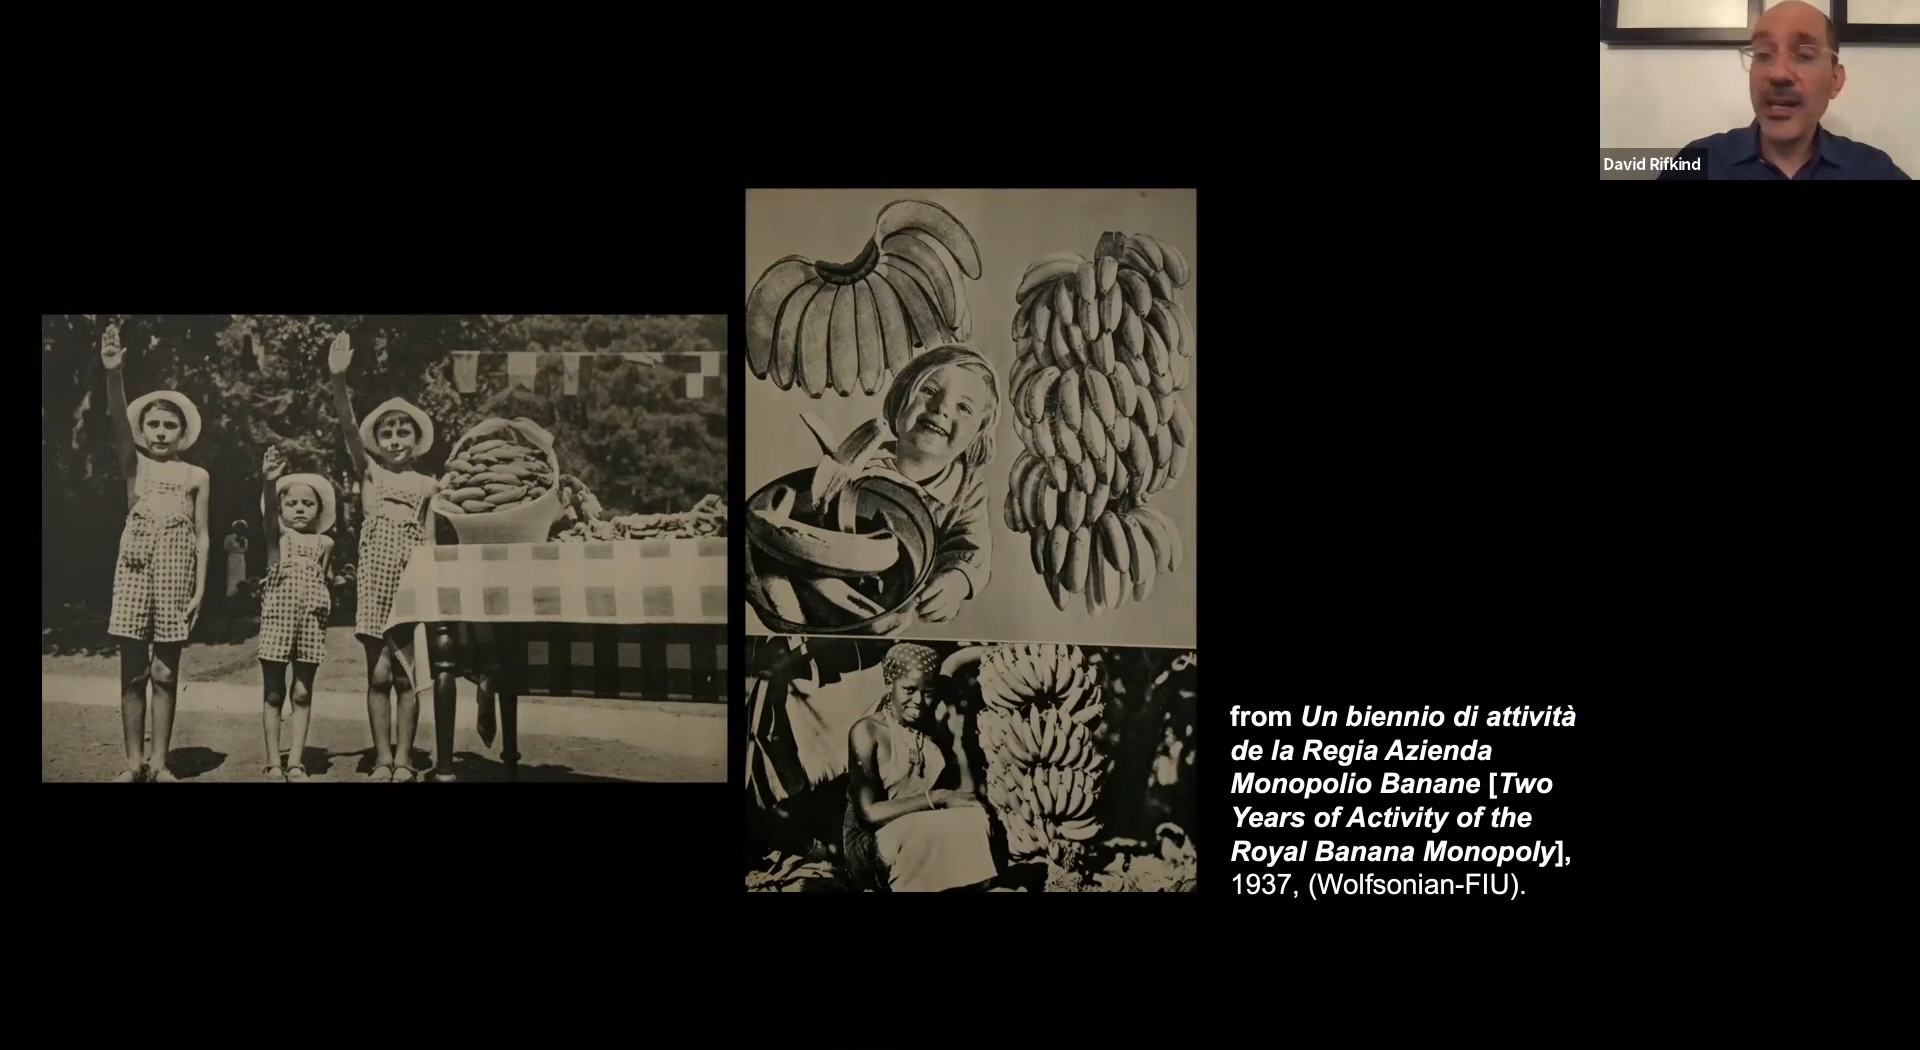 David Rifkind
from Un biennio di attività
de la Regia Azienda
Monopolio Banane [Two
Years of Activity of the
Royal Banana Monopoly],
1937, (Wolfsonian-FIU).